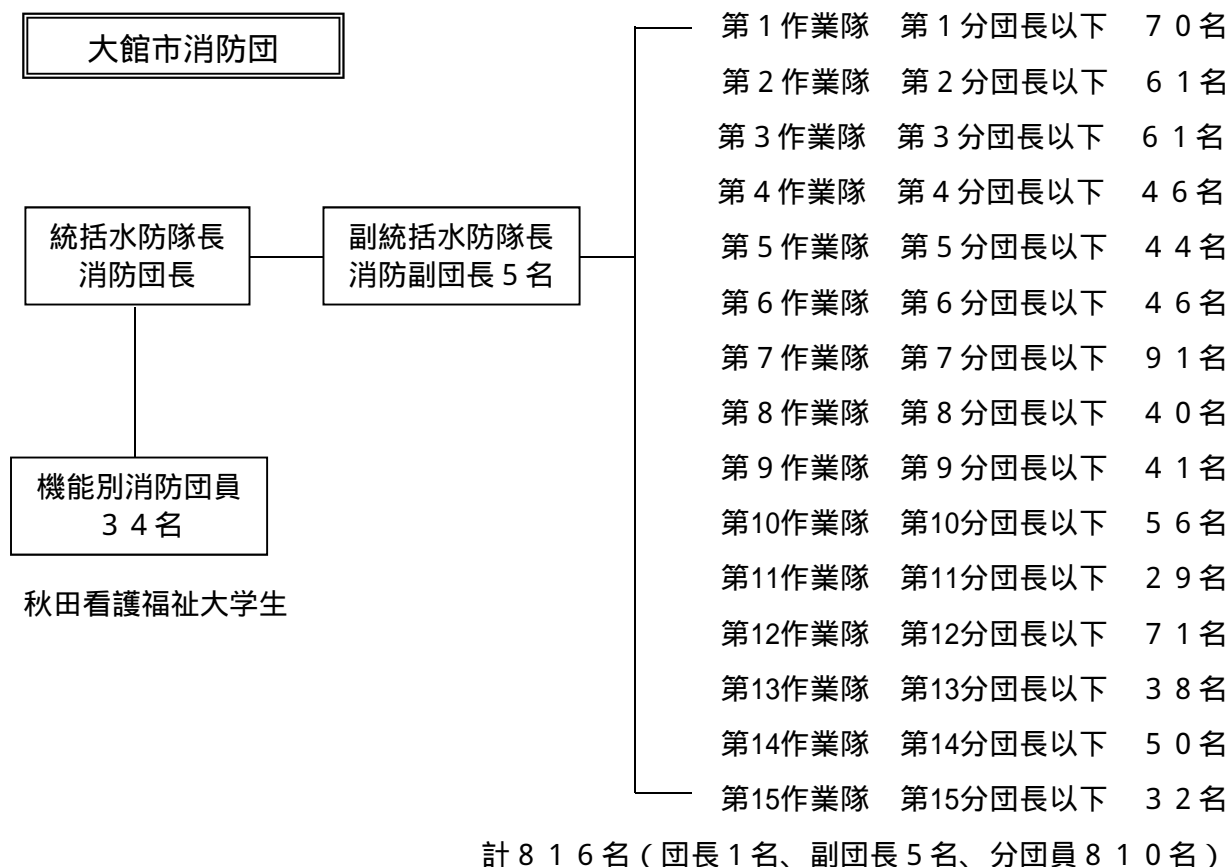 大館市消防団
統括水防隊長
消防団長
副統括水防隊長
消防副団長5名
機能別消防団員
34名
秋田看護福祉大学生
第1作業隊 第1分団長以下 70名
第2作業隊 第2分団長以下 61名
第3作業隊 第3分団長以下 61名
第4作業隊 第4分団長以下 46名
第5作業隊 第5分団長以下 44名
第6作業隊 第6分団長以下 46名
第7作業隊 第7分団長以下 91名
第8作業隊 第8分団長以下 40名
第9作業隊 第9分団長以下 41名
第10作業隊 第10分団長以下 56名
第11作業隊 第11分団長以下 29名
第12作業隊 第12分団長以下 71名
第13作業隊 第13分団長以下 38名
第14作業隊 第14分団長以下 50名
第15作業隊 第15分団長以下 32名
計816名(団長1名、副団長5名、分団員810名)